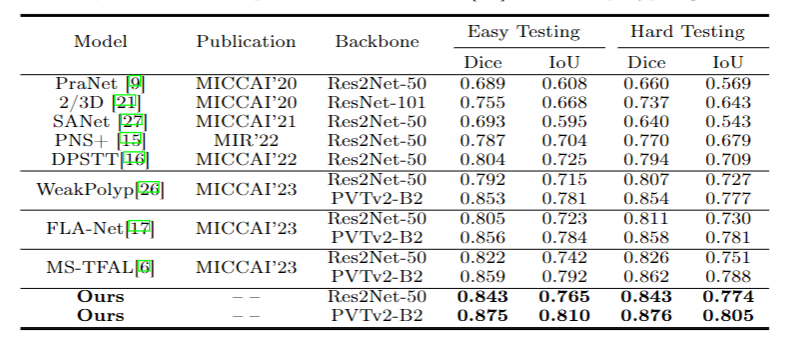 Model Publication Backbone Easy Testing Hard Testing
Dice IoU Dice IoU
PraNet [9] MICCAI'20 Res2Net-50 0.689 0.608 0.660 0.569
2/3D [21] MICCAI'20 ResNet-101 0.755 0.668 0.737 0.643
SANet [27] MICCAI'21 Res2Net-50 0.693 0.595 0.640 0.543
PNS+ [15] MIR'22 Res2Net-50 0.787 0.704 0.770 0.679
DPSTT[16] MICCAI'22 Res2Net-50 0.804 0.725 0.794 0.709
WeakPolyp[26] MICCAI'23 Res2Net-50 0.792 0.715 0.807 0.727
PVTv2-B2 0.853 0.781 0.854 0.777
FLA-Net[17] MICCAI'23 Res2Net-50 0.805 0.723 0.811 0.730
PVTv2-B2 0.856 0.784 0.858 0.781
MS-TFAL[6] MICCAI'23 Res2Net-50 0.822 0.742 0.826 0.751
PVTv2-B2 0.859 0.792 0.862 0.788
Ours – – Res2Net-50 0.843 0.765 0.843 0.774
Ours – – PVTv2-B2 0.875 0.810 0.876 0.805